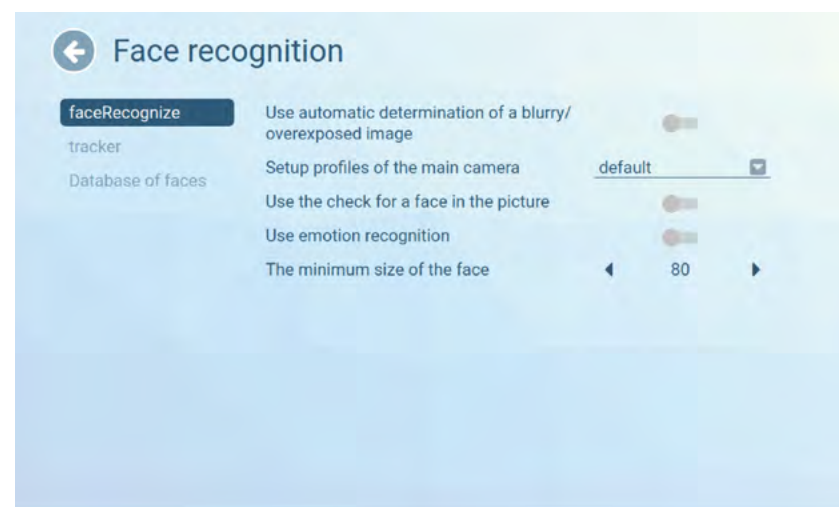 Face recognition
faceRecognize
tracker
Database of faces
Use automatic determination of a blurry/
overexposed image
Setup profiles of the main camera
default
Use the check for a face in the picture
Use emotion recognition
The minimum size of the face
80